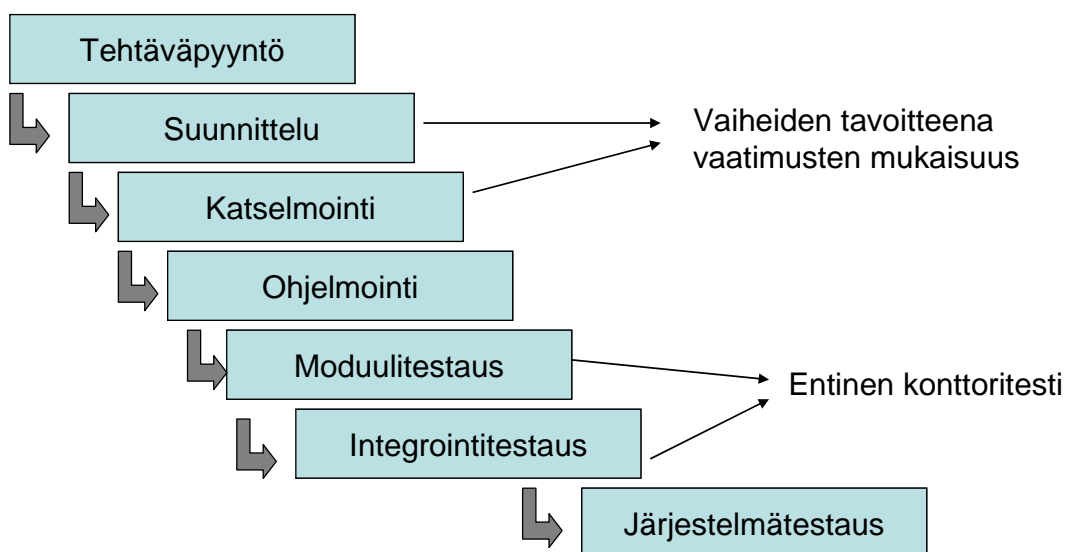 Tehtäväpyyntö
Suunnittelu
Vaiheiden tavoitteena
vaatimusten mukaisuus
Katselmointi
Ohjelmointi
Moduulitestaus
Entinen konttoritesti
Integrointitestaus
Järjestelmätestaus